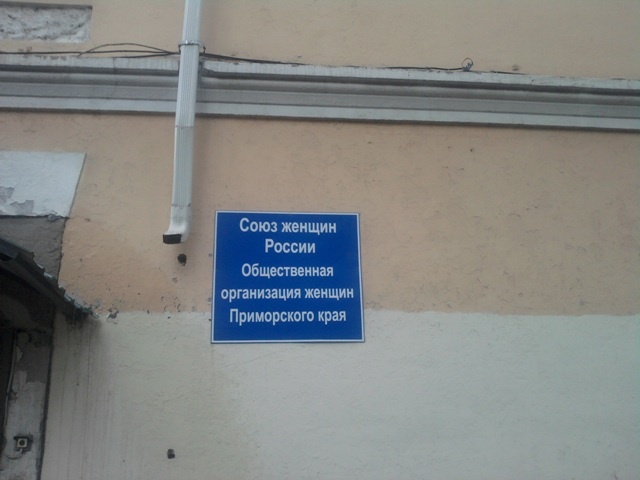 Союз женщин
России
Общественная
организация женщин
Приморского края